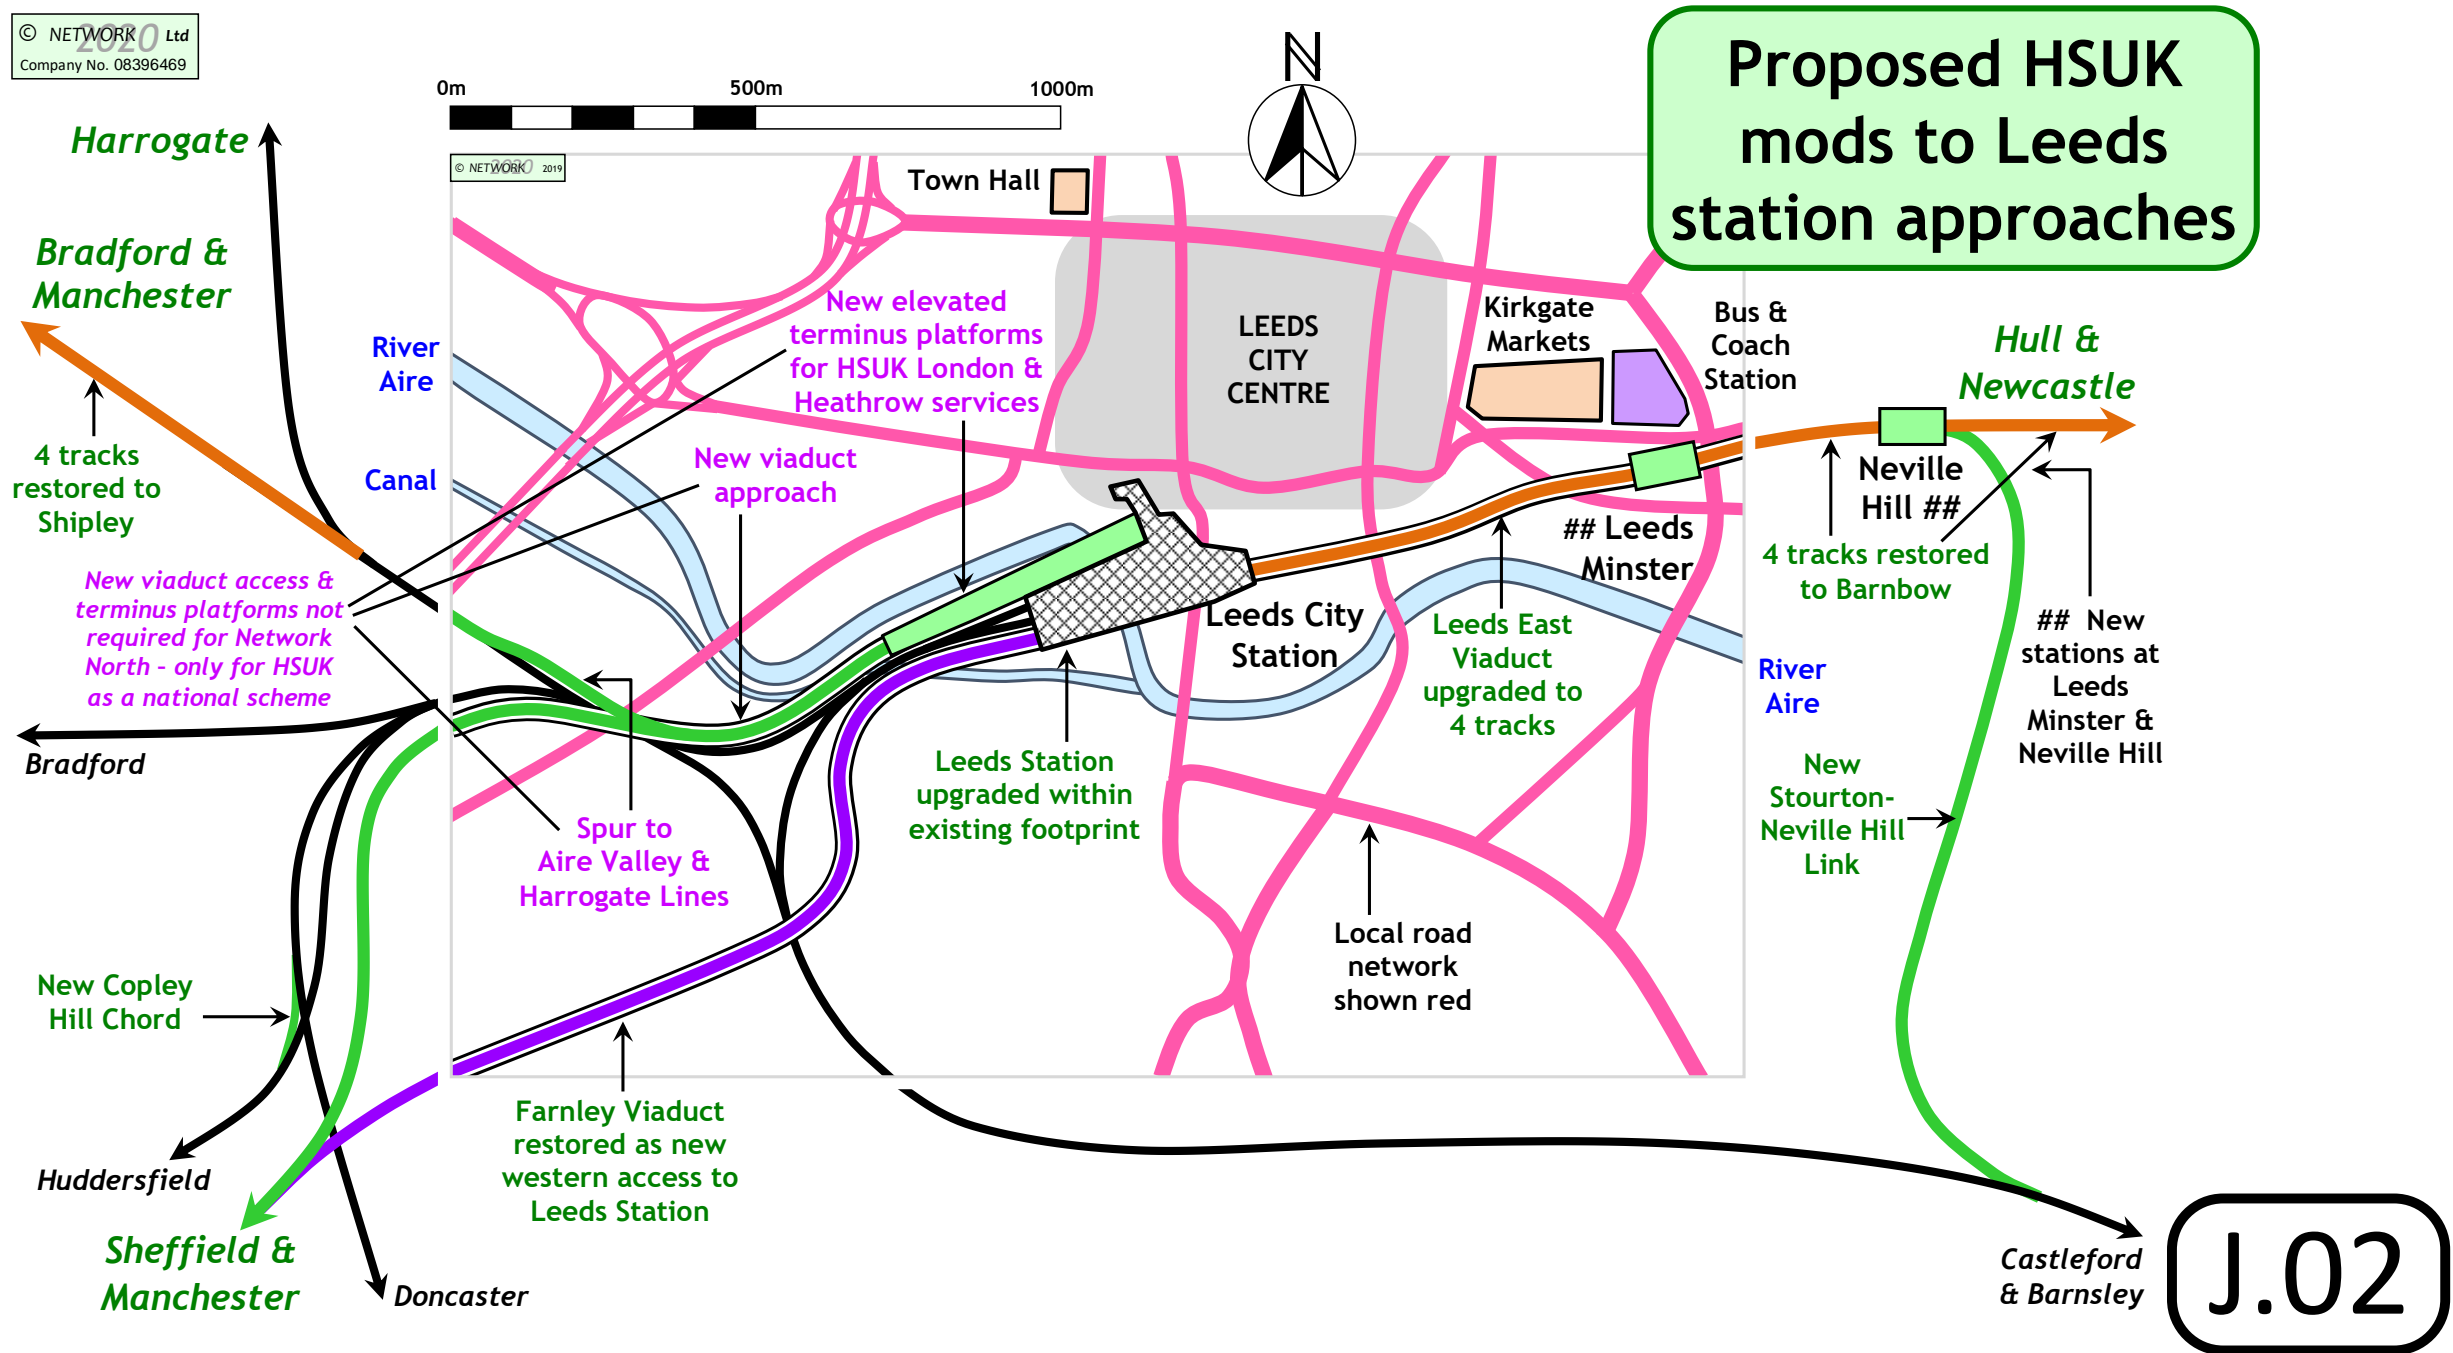 © NETWORK 2020 Ltd
Company No. 08396469
Proposed HSUK
mods to Leeds
station approaches
0m 500m 1000m
N
© NETWORK 2020 2019
Harrogate
Bradford &
Manchester
4 tracks
restored to
Shipley
River
Aire
Canal
Town Hall
New elevated
terminus platforms
for HSUK London &
Heathrow services
New viaduct
approach
LEEDS
CITY
CENTRE
Kirkgate
Markets
Bus &
Coach
Station
Hull &
Newcastle
Neville
Hill ##
4 tracks restored
to Barnbow
## New
stations at
Leeds
Minster &
Neville Hill
## Leeds
Minster
Leeds City
Station
Leeds East
Viaduct
upgraded to
4 tracks
River
Aire
New viaduct access &
terminus platforms not
required for Network
North - only for HSUK
as a national scheme
Bradford
Spur to
Aire Valley &
Harrogate Lines
Leeds Station
upgraded within
existing footprint
New
Stourton-
Neville Hill
Link
Local road
network
shown red
New Copley
Hill Chord
Farnley Viaduct
restored as new
western access to
Leeds Station
Huddersfield
Sheffield &
Manchester
Doncaster
Castleford
& Barnsley
J.02